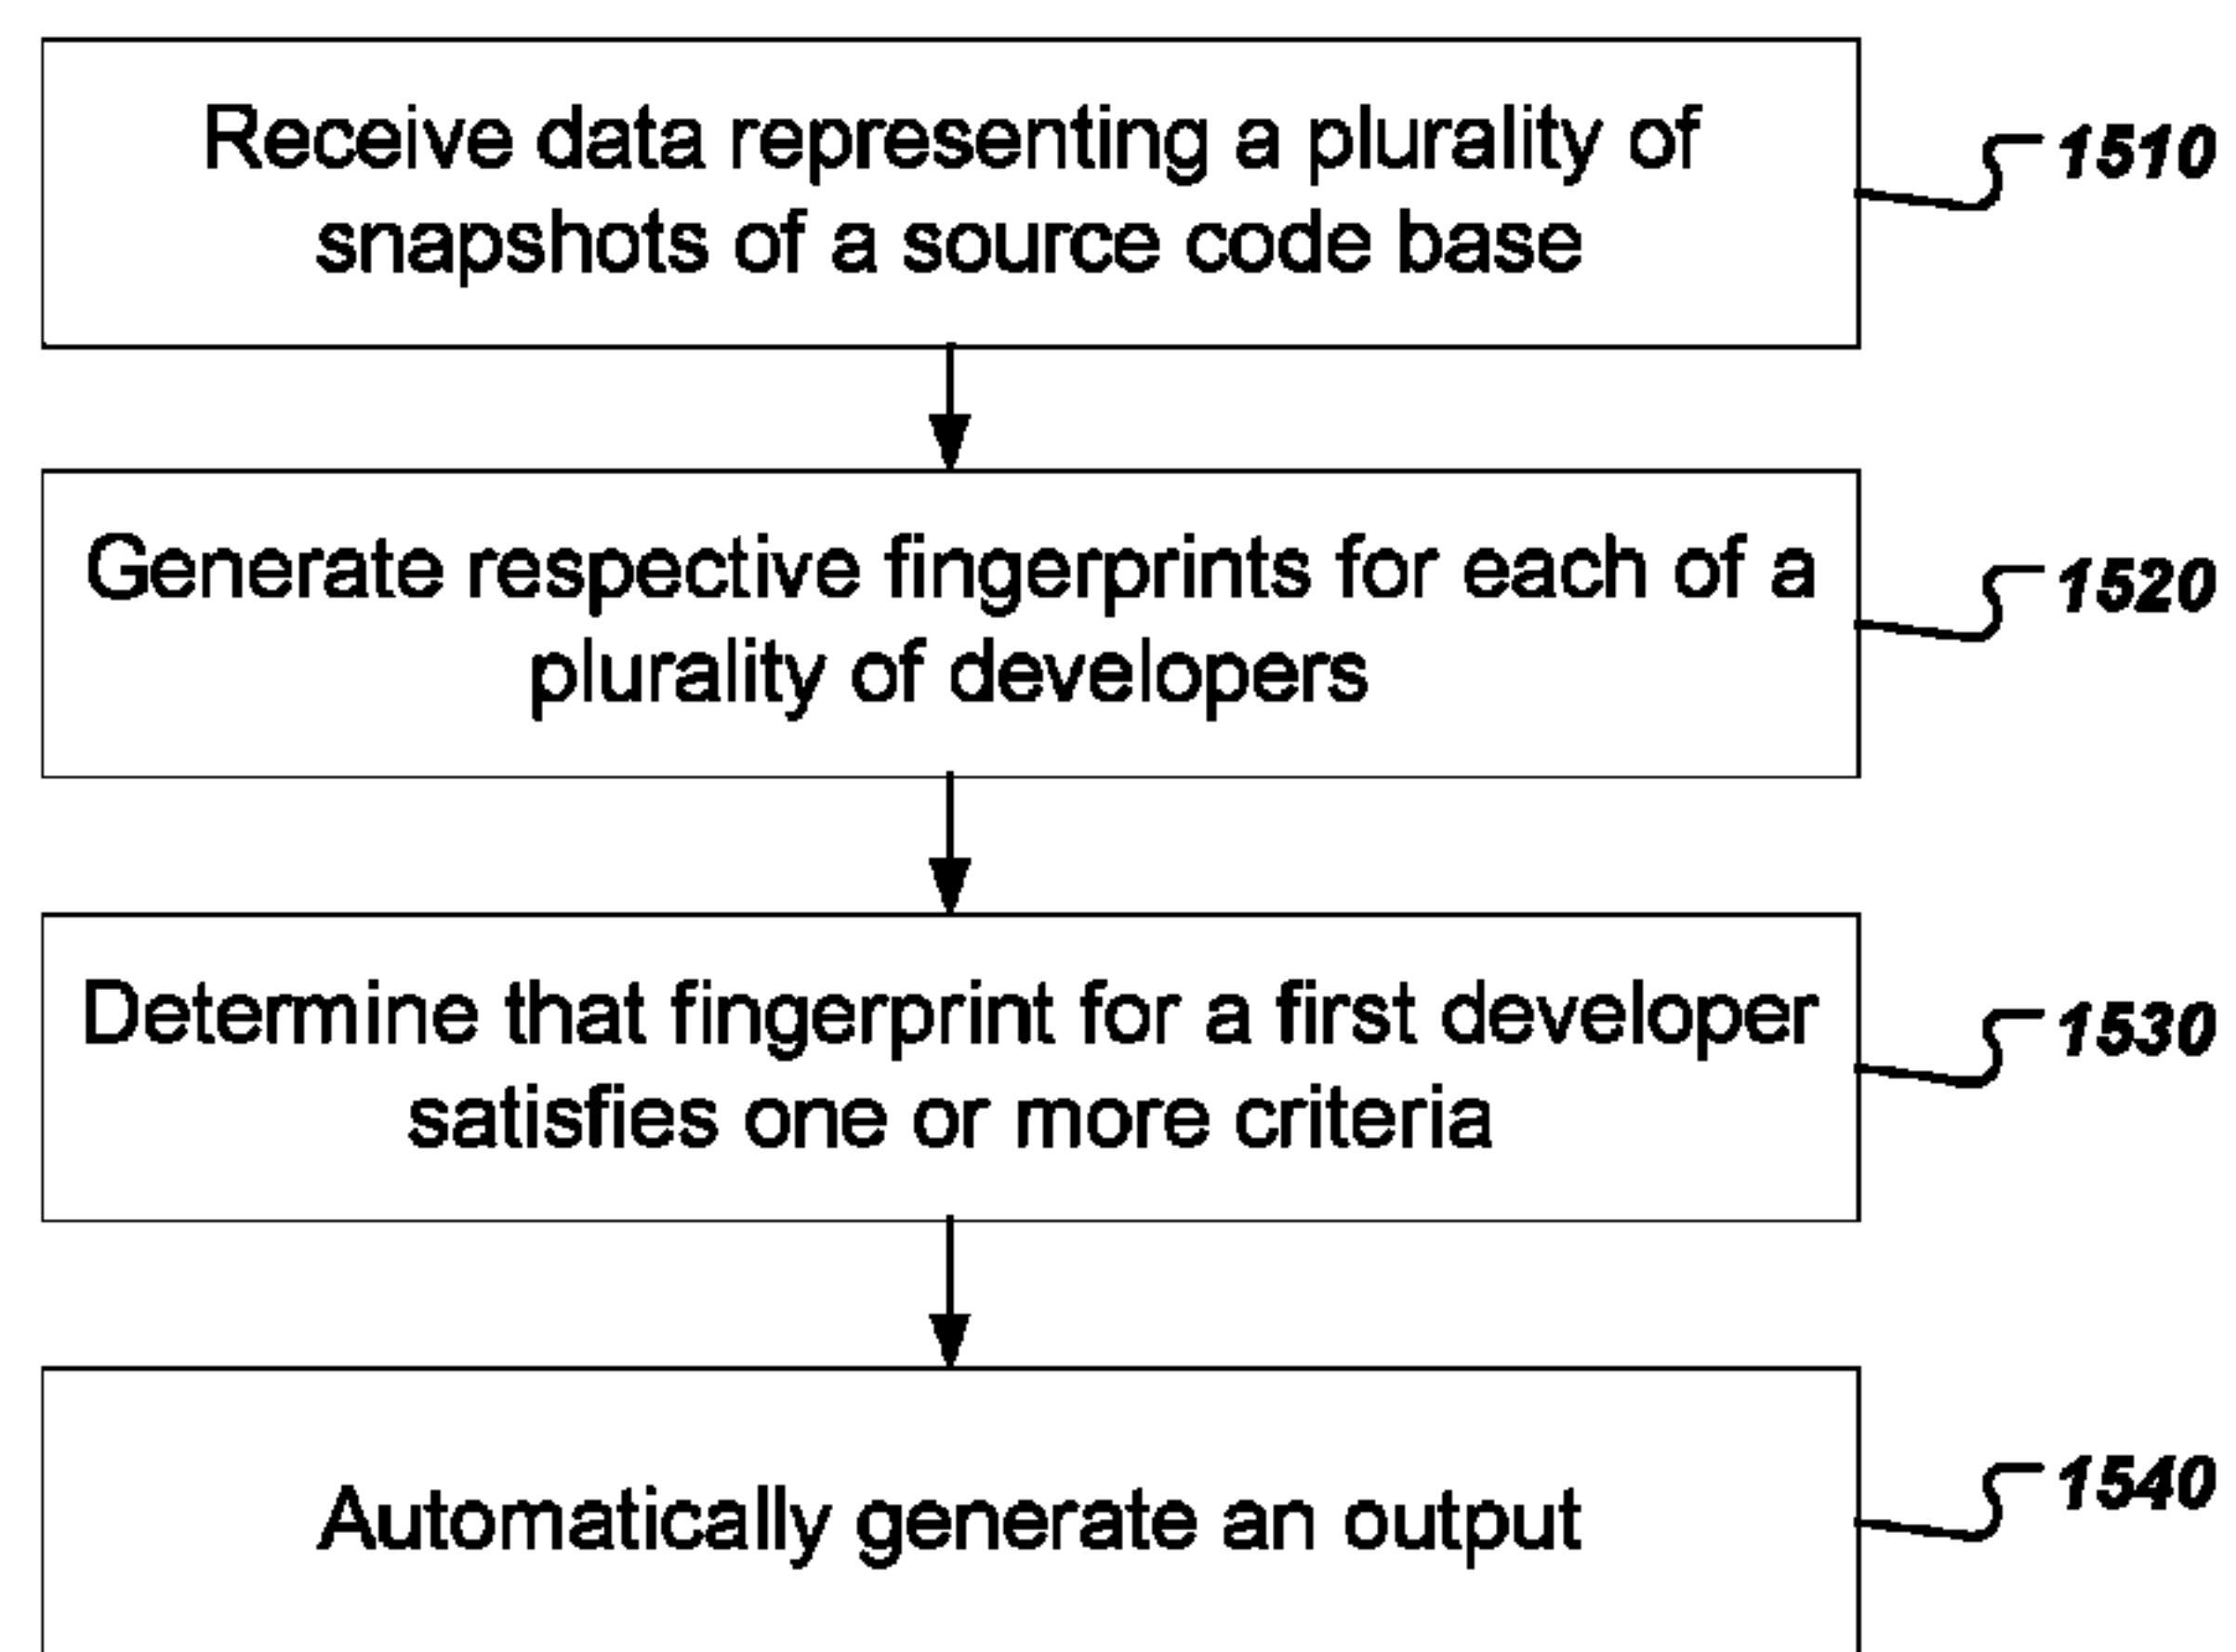 Receive data representing a plurality of
snapshots of a source code base
1510
Generate respective fingerprints for each of a
plurality of developers
1520
Determine that fingerprint for a first developer
satisfies one or more criteria
1530
Automatically generate an output
1540